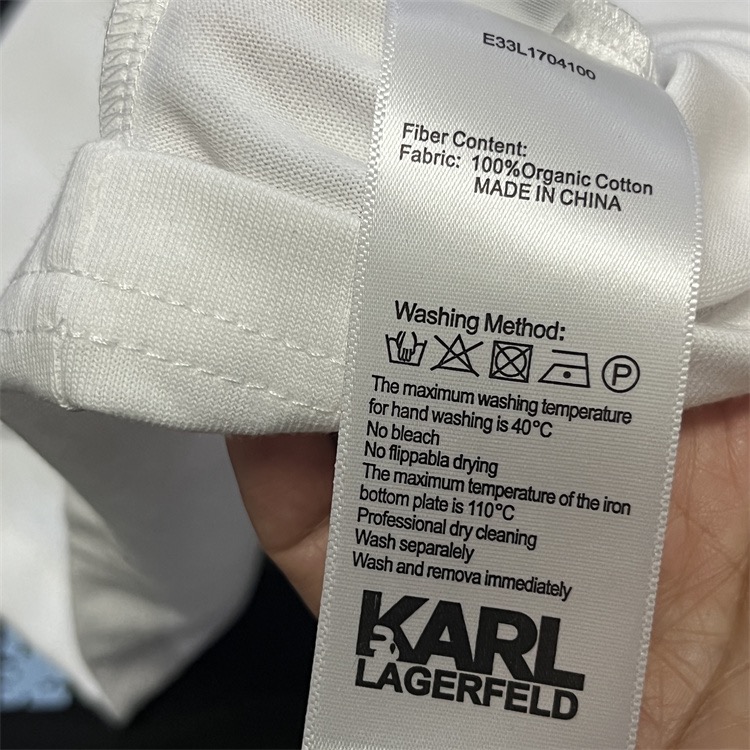 E33L1704100
Fiber Content:
Fabric: 100%Organic Cotton
MADE IN CHINA
Washing Method:
P
The maximum washing temperature
for hand washing is 40°C
No bleach
No flippabla drying
The maximum temperature of the iron
bottom plate is 110°C
Professional dry cleaning
Wash separalely
Wash and remova immediately
KARL
LAGERFELD